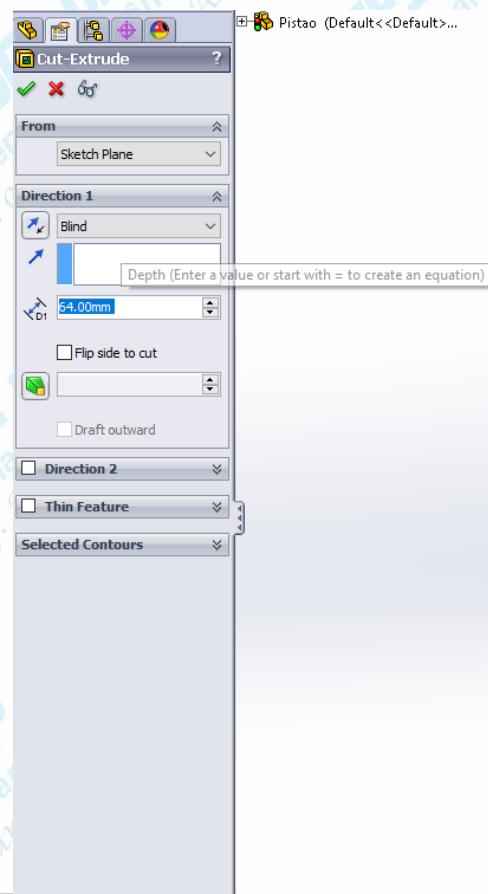 Pistao (Default<<Default>...
Cut-Extrude ?
From
Sketch Plane
Direction 1
Blind
Depth (Enter a value or start with = to create an equation)
D1 64.00mm
Flip side to cut
Draft outward
Direction 2
Thin Feature
Selected Contours